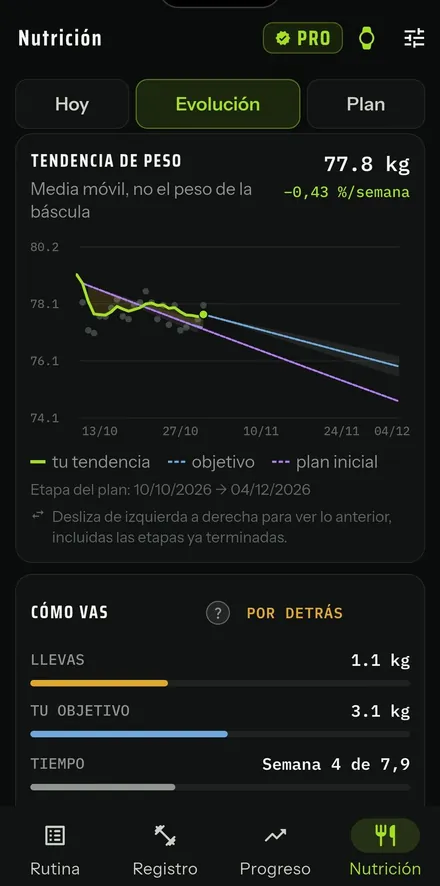 Nutrición
PRO
Hoy
Evolución
Plan
TENDENCIA DE PESO
77.8 kg
Media móvil, no el peso de la
báscula
−0,43 %/semana
80.2
78.1
76.1
74.1
13/10
27/10
10/11
24/11
04/12
tu tendencia
objetivo
plan inicial
Etapa del plan: 10/10/2026 → 04/12/2026
Desliza de izquierda a derecha para ver lo anterior,
incluidas las etapas ya terminadas.
CÓMO VAS
?
POR DETRÁS
LLEVAS
1.1 kg
TU OBJETIVO
3.1 kg
TIEMPO
Semana 4 de 7,9
Rutina
Registro
Progreso
Nutrición